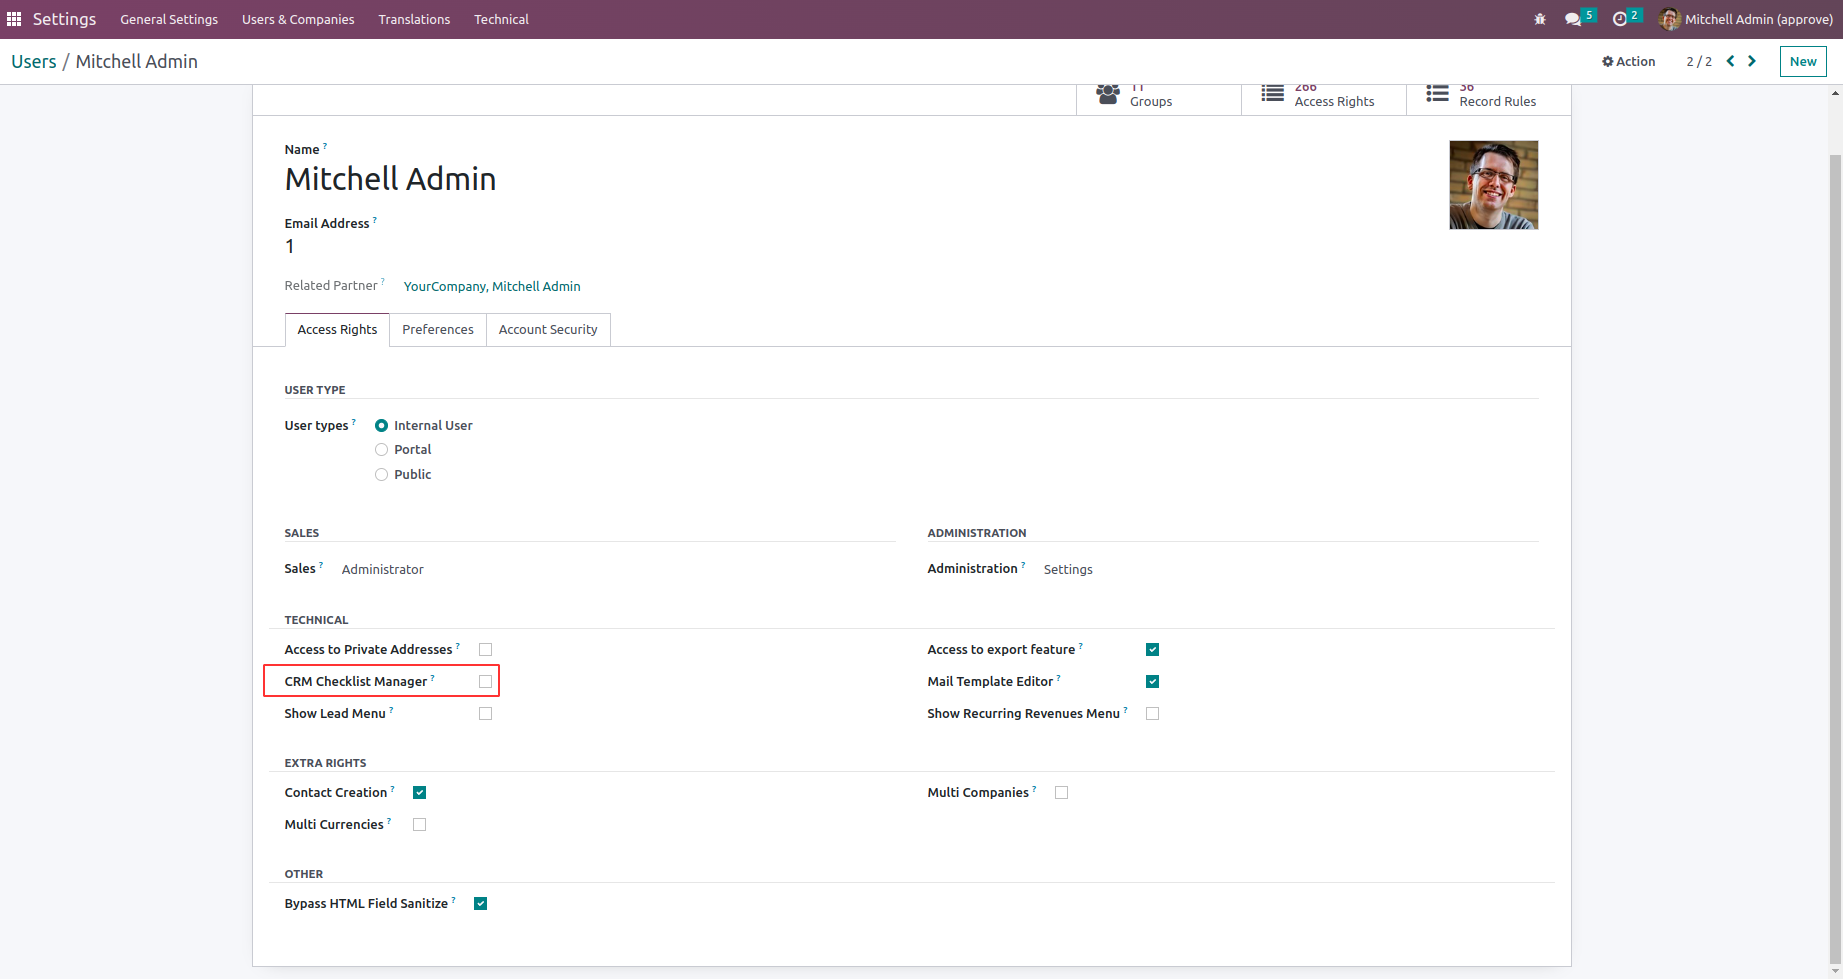 Settings General Settings Users & Companies Translations Technical 5 2 Mitchell Admin (approve)
Users / Mitchell Admin Action 2 / 2 New
11 266 36
Groups Access Rights Record Rules
Name ?
Mitchell Admin
Email Address ?
1
Related Partner ? YourCompany, Mitchell Admin
Access Rights Preferences Account Security
USER TYPE
User types ? Internal User
Portal
Public
SALES ADMINISTRATION
Sales ? Administrator Administration ? Settings
TECHNICAL
Access to Private Addresses ? Access to export feature ?
CRM Checklist Manager ? Mail Template Editor ?
Show Lead Menu ? Show Recurring Revenues Menu ?
EXTRA RIGHTS
Contact Creation ? Multi Companies ?
Multi Currencies ?
OTHER
Bypass HTML Field Sanitize ?